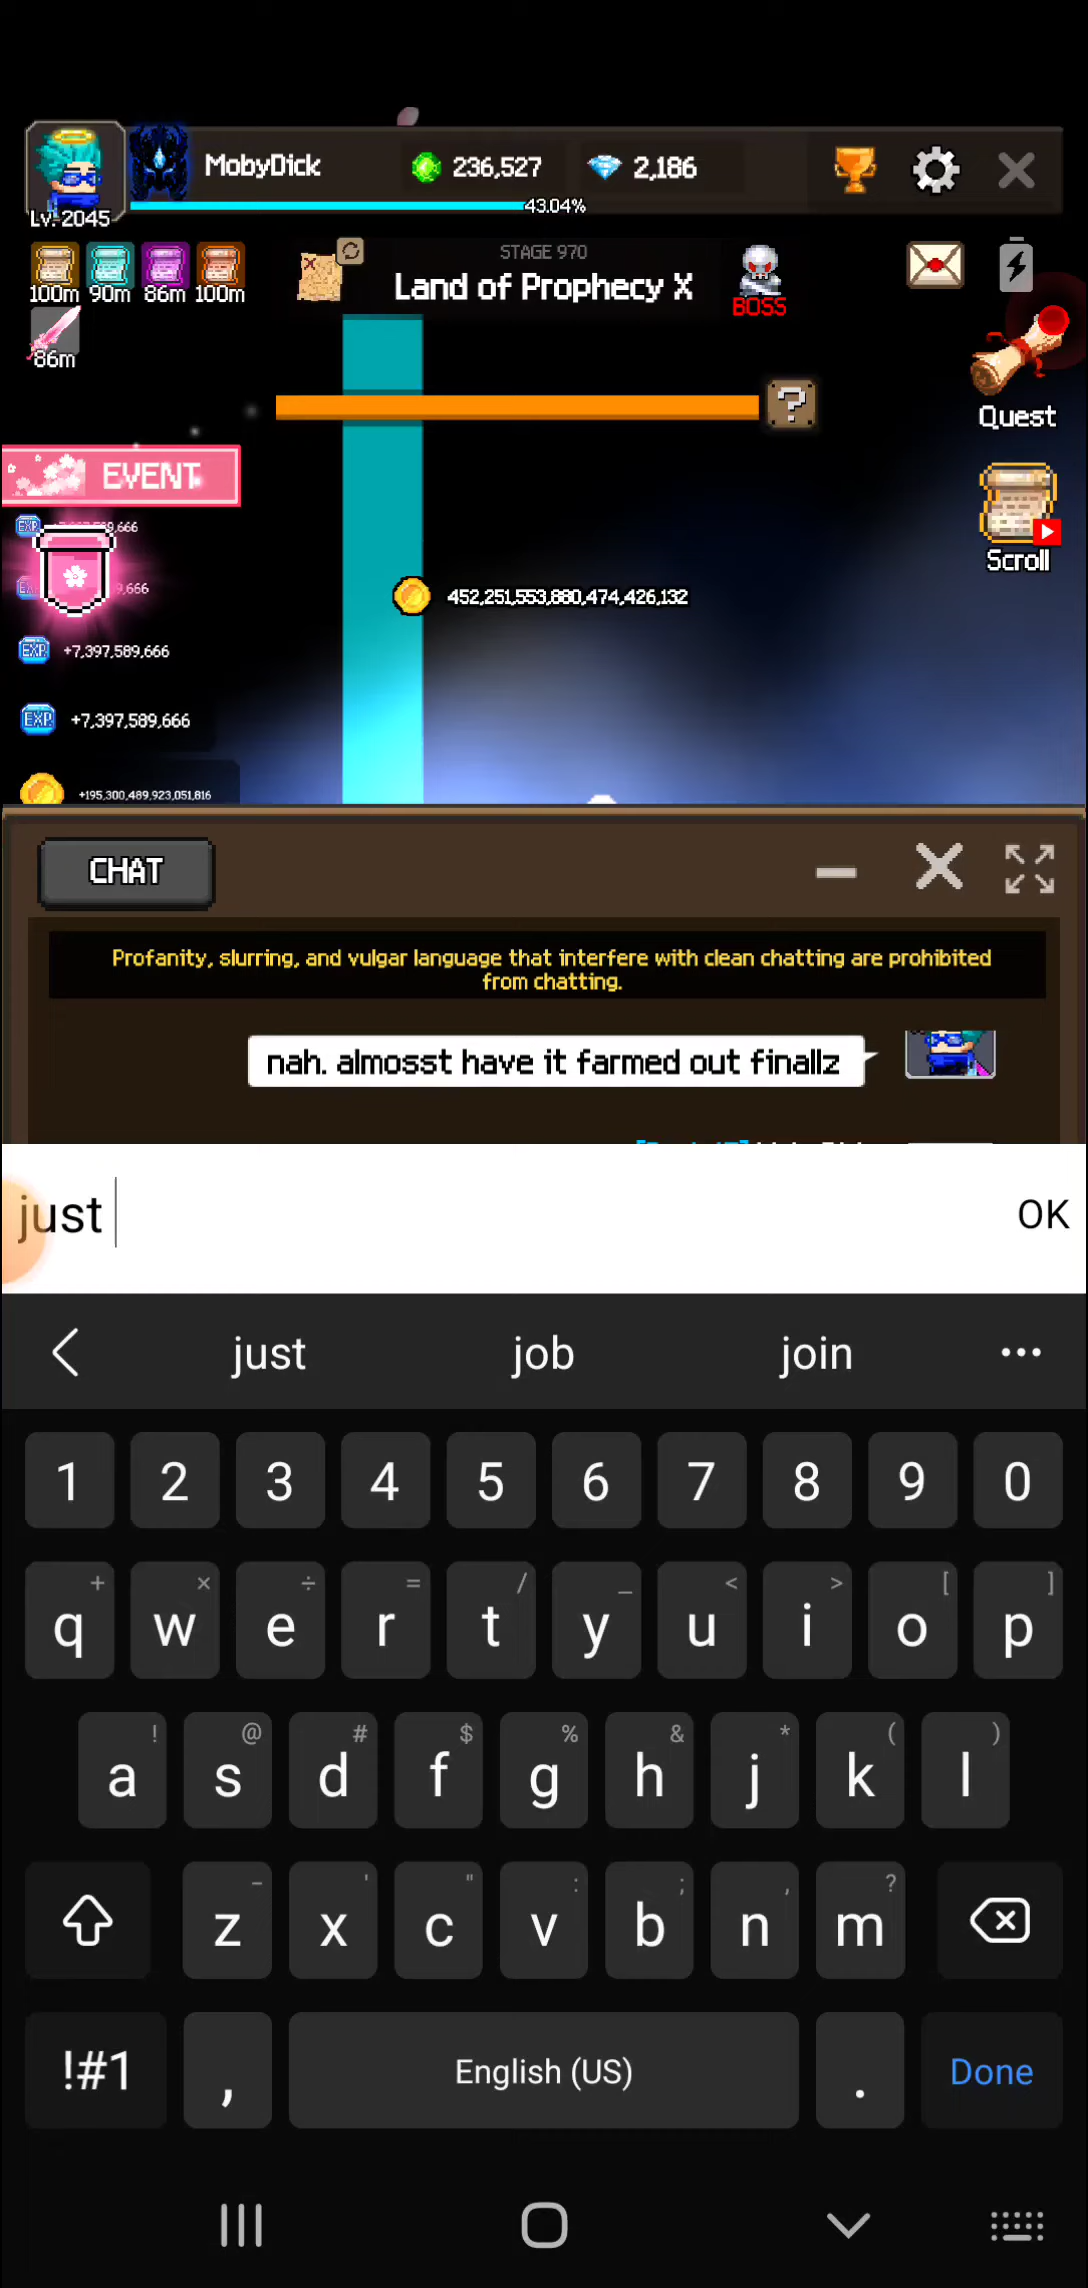 MobyDick
236,527
2,186
Lv. 2045
43.04%
100m
90m
86m
100m
STAGE 970
Land of Prophecy X
BOSS
86m
?
Quest
EVENT
EXP
EXP
+7,397,589,666
EXP
+7,397,589,666
+195,300,489,923,051,816
452,251,553,880,474,426,132
Scroll
CHAT
Profanity, slurring, and vulgar language that interfere with clean chatting are prohibited
from chatting.
nah. almosst have it farmed out finallz
just
OK
just
job
join
1 2 3 4 5 6 7 8 9 0
+ × ÷ = / _ < > [ ]
q w e r t y u i o p
! @ # $ % & * ( )
a s d f g h j k l
- ' " : ; , ?
z x c v b n m
!#1 , English (US) . Done